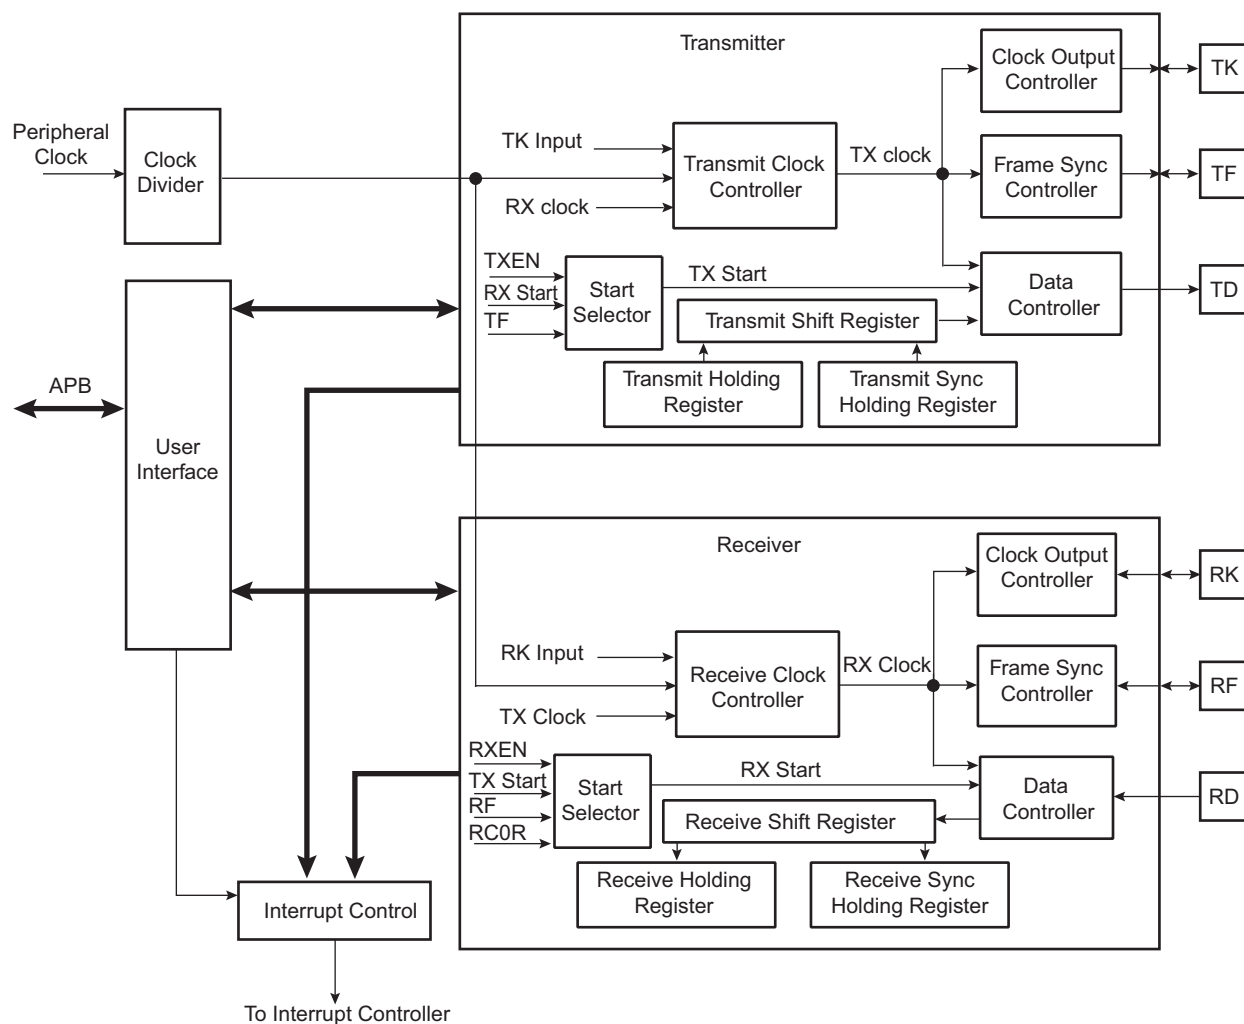 Transmitter
Clock Output
Controller
TK
Peripheral
Clock
Clock
Divider
TK Input
Transmit Clock
Controller
TX clock
Frame Sync
Controller
TF
RX clock
TXEN
RX Start
TF
Start
Selector
TX Start
Data
Controller
TD
Transmit Shift Register
Transmit Holding
Register
Transmit Sync
Holding Register
APB
User
Interface
Receiver
Clock Output
Controller
RK
RK Input
Receive Clock
Controller
RX Clock
Frame Sync
Controller
RF
TX Clock
RXEN
TX Start
RF
RC0R
Start
Selector
RX Start
Data
Controller
RD
Receive Shift Register
Receive Holding
Register
Receive Sync
Holding Register
Interrupt Control
To Interrupt Controller